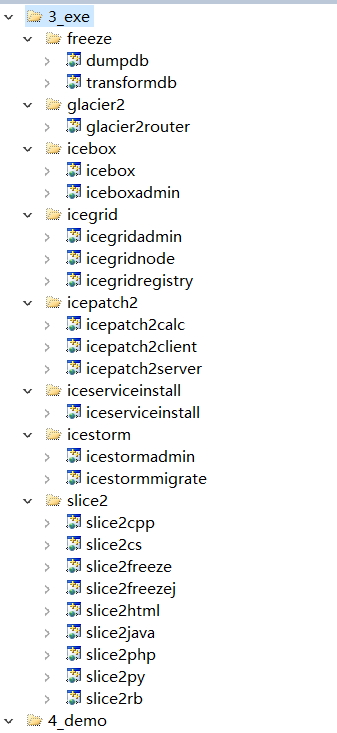 3_exe
freeze
dumpdb
transformdb
glacier2
glacier2router
icebox
icebox
iceboxadmin
icegrid
icegridadmin
icegridnode
icegridregistry
icepatch2
icepatch2calc
icepatch2client
icepatch2server
iceserviceinstall
iceserviceinstall
icestorm
icestormadmin
icestormmigrate
slice2
slice2cpp
slice2cs
slice2freeze
slice2freezej
slice2html
slice2java
slice2php
slice2py
slice2rb
4_demo